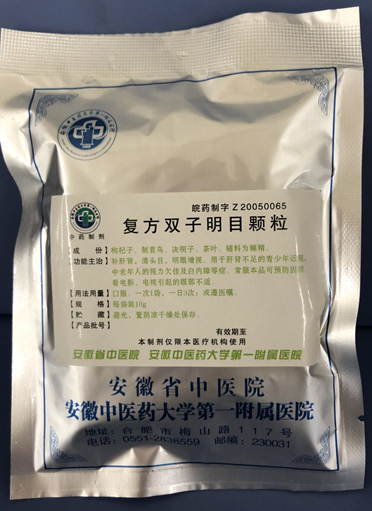 皖药制字 Z 20050065
复方双子明目颗粒
中药制剂
【成 份】枸杞子、制首乌、决明子、茶叶、辅料为糊精。
【功能主治】补肝肾，清头目，明眼增视。用于肝肾不足的青少年近视，
中老年人的视力欠佳及白内障等症。常服本品可预防因读
看电影、电视引起的眼部不适。
【用法用量】口服，一次1袋，一日3次；或遵医嘱。
【规 格】每袋装10g
【贮 藏】避光，置阴凉干燥处保存。
【产品批号】
有效期至
本制剂仅限本医疗机构使用
安徽省中医院 安徽中医药大学第一附属医院
安徽省中医院
安徽中医药大学第一附属医院
地址：合肥市梅山路117号
电话：0551-2838559 邮编：230031